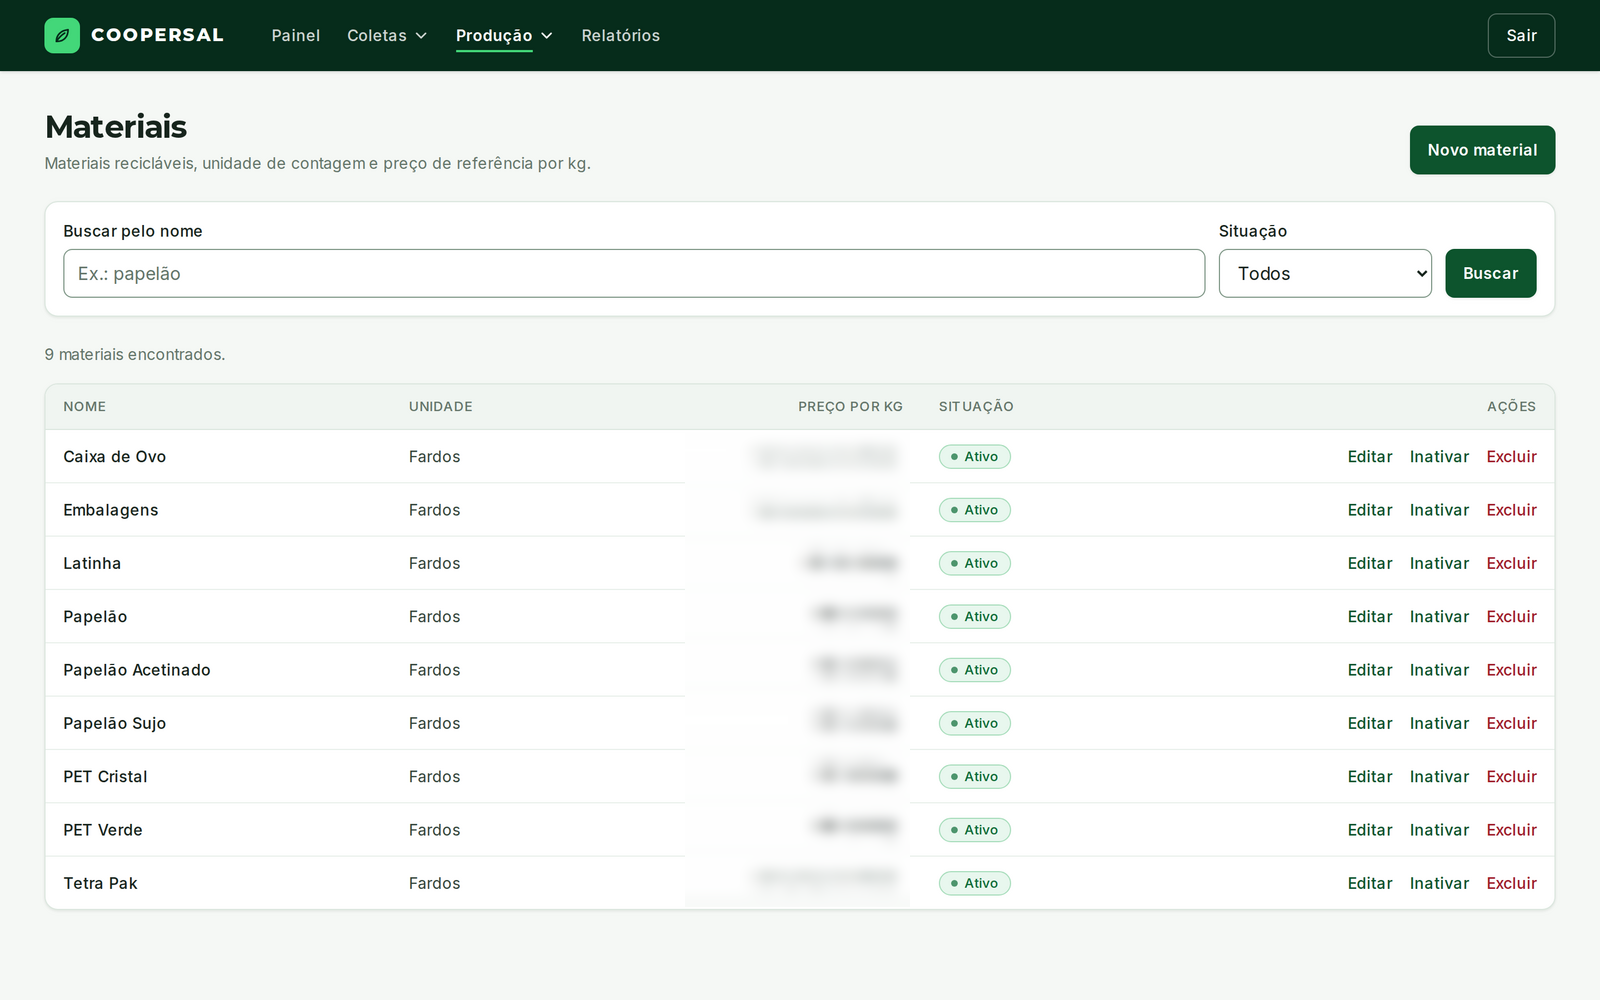 COOPERSAL Painel Coletas Produção Relatórios Sair
Materiais
Materiais recicláveis, unidade de contagem e preço de referência por kg.
Novo material
Buscar pelo nome Situação
Ex.: papelão Todos Buscar
9 materiais encontrados.
NOME UNIDADE PREÇO POR KG SITUAÇÃO AÇÕES
Caixa de Ovo Fardos Ativo Editar Inativar Excluir
Embalagens Fardos Ativo Editar Inativar Excluir
Latinha Fardos Ativo Editar Inativar Excluir
Papelão Fardos Ativo Editar Inativar Excluir
Papelão Acetinado Fardos Ativo Editar Inativar Excluir
Papelão Sujo Fardos Ativo Editar Inativar Excluir
PET Cristal Fardos Ativo Editar Inativar Excluir
PET Verde Fardos Ativo Editar Inativar Excluir
Tetra Pak Fardos Ativo Editar Inativar Excluir